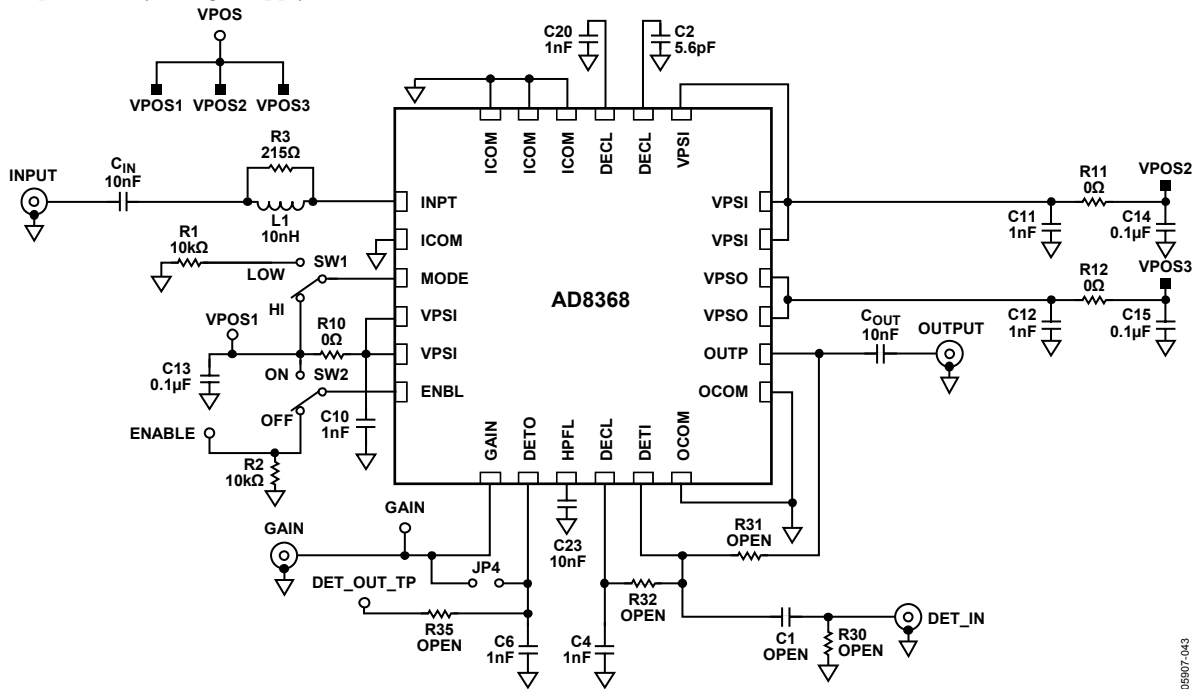 VPOS
VPOS1 VPOS2 VPOS3
C20
1nF
C2
5.6pF
R3
215Ω
L1
10nH
INPUT
CIN
10nF
ICOM
ICOM
ICOM
DECL
DECL
VPSI
INPT
ICOM
MODE
VPSI
VPSI
ENBL
AD8368
VPSI
VPSI
VPSO
VPSO
OUTP
OCOM
GAIN
DETO
HPFL
DECL
DETI
OCOM
R11
0Ω
VPOS2
C11
1nF
C14
0.1µF
R12
0Ω
VPOS3
C12
1nF
C15
0.1µF
COUT
10nF
OUTPUT
R1
10kΩ
LOW
SW1
HI
VPOS1
R10
0Ω
C13
0.1µF
ON
SW2
OFF
C10
1nF
ENABLE
R2
10kΩ
GAIN
GAIN
JP4
DET_OUT_TP
R35
OPEN
C6
1nF
C23
10nF
C4
1nF
R32
OPEN
R31
OPEN
C1
OPEN
R30
OPEN
DET_IN
05907-043